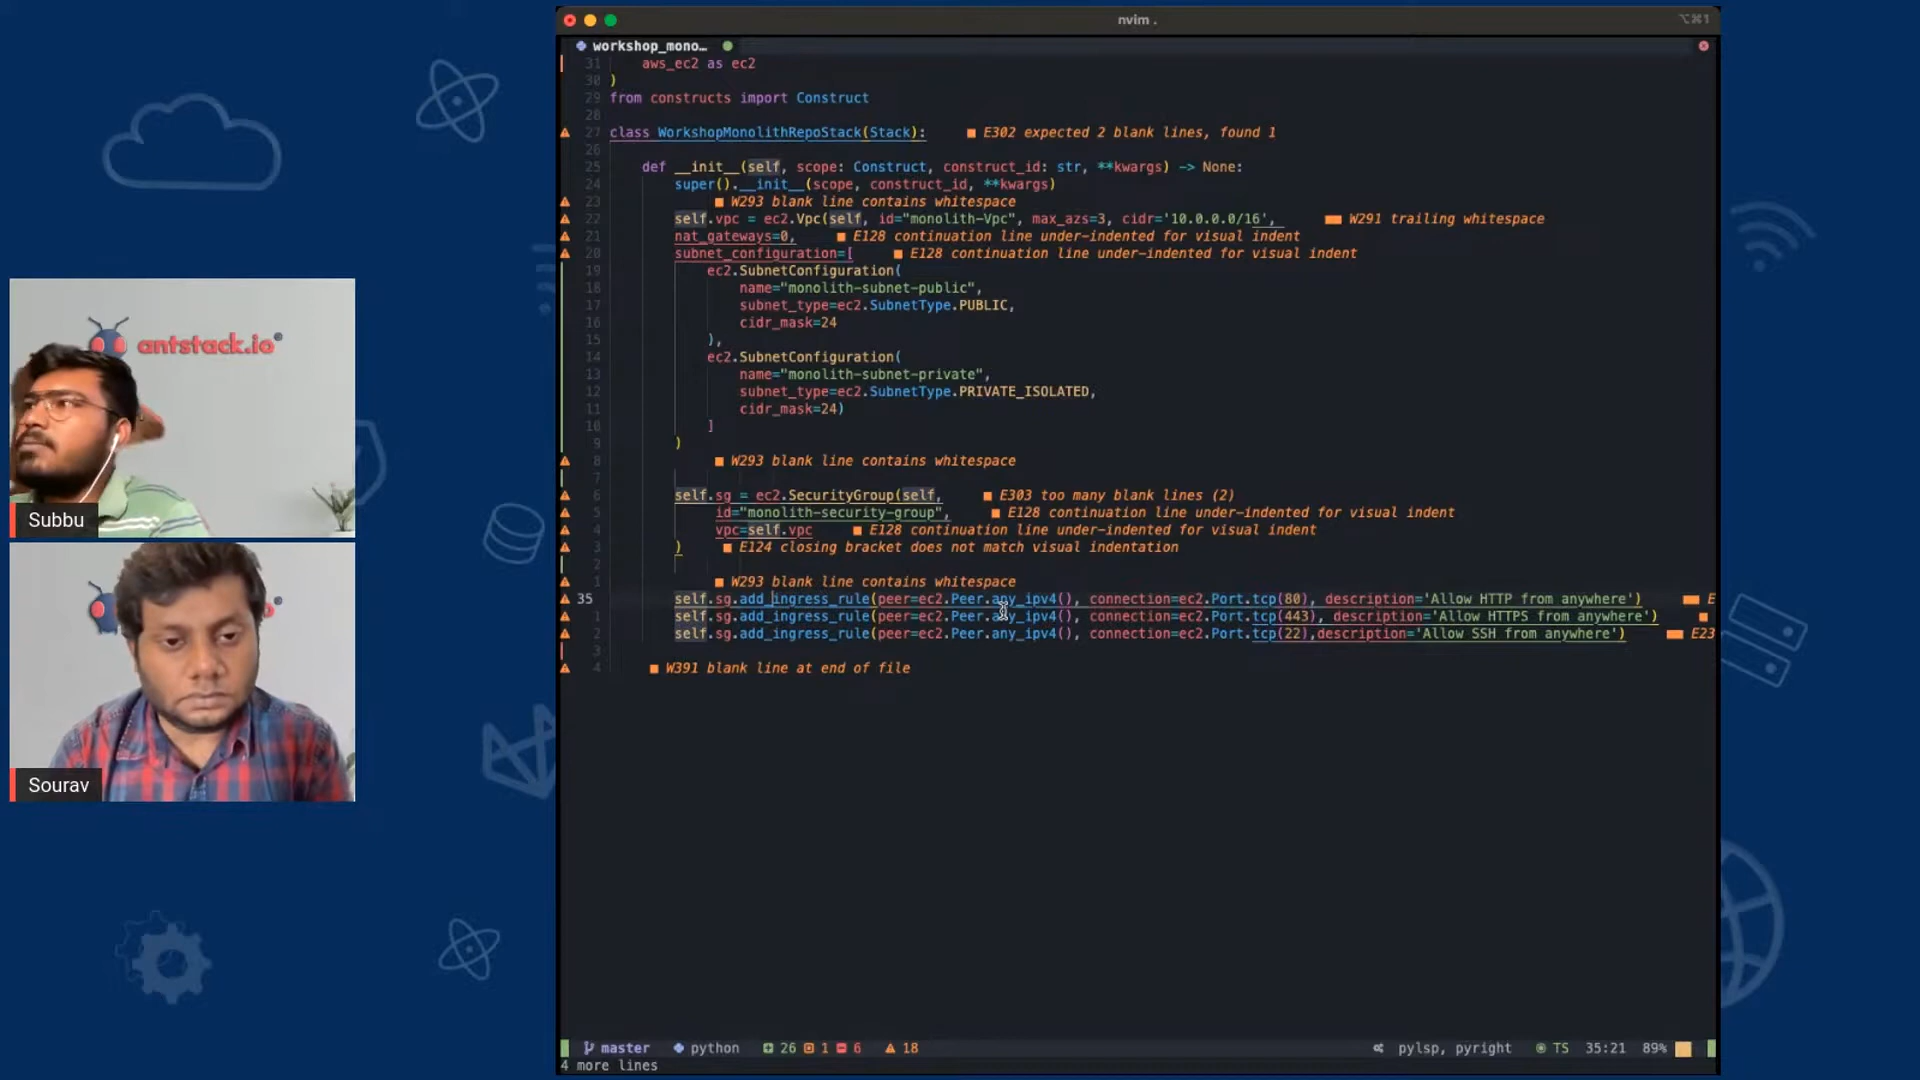 nvim .
⌥⌘1
workshop_mono…
31 aws_ec2 as ec2
30 )
29 from constructs import Construct
28
27 class WorkshopMonolithRepoStack(Stack): ■ E302 expected 2 blank lines, found 1
26
25 def __init__(self, scope: Construct, construct_id: str, **kwargs) -> None:
24 super().__init__(scope, construct_id, **kwargs)
23 ■ W293 blank line contains whitespace
22 self.vpc = ec2.Vpc(self, id="monolith-Vpc", max_azs=3, cidr='10.0.0.0/16', ■■ W291 trailing whitespace
21 nat_gateways=0, ■ E128 continuation line under-indented for visual indent
20 subnet_configuration=[ ■ E128 continuation line under-indented for visual indent
19 ec2.SubnetConfiguration(
18 name="monolith-subnet-public",
17 subnet_type=ec2.SubnetType.PUBLIC,
16 cidr_mask=24
15 ),
14 ec2.SubnetConfiguration(
13 name="monolith-subnet-private",
12 subnet_type=ec2.SubnetType.PRIVATE_ISOLATED,
11 cidr_mask=24)
10 ]
9 )
8 ■ W293 blank line contains whitespace
7
6 self.sg = ec2.SecurityGroup(self, ■ E303 too many blank lines (2)
5 id="monolith-security-group", ■ E128 continuation line under-indented for visual indent
4 vpc=self.vpc ■ E128 continuation line under-indented for visual indent
3 ) ■ E124 closing bracket does not match visual indentation
2
1 ■ W293 blank line contains whitespace
35 self.sg.add_ingress_rule(peer=ec2.Peer.any_ipv4(), connection=ec2.Port.tcp(80), description='Allow HTTP from anywhere') ■■ E
1 self.sg.add_ingress_rule(peer=ec2.Peer.any_ipv4(), connection=ec2.Port.tcp(443), description='Allow HTTPS from anywhere') ■
2 self.sg.add_ingress_rule(peer=ec2.Peer.any_ipv4(), connection=ec2.Port.tcp(22),description='Allow SSH from anywhere') ■■ E23
3
4 ■ W391 blank line at end of file
master python 26 1 6 18 pylsp, pyright TS 35:21 89%
4 more lines
antstack.io
Subbu
Sourav